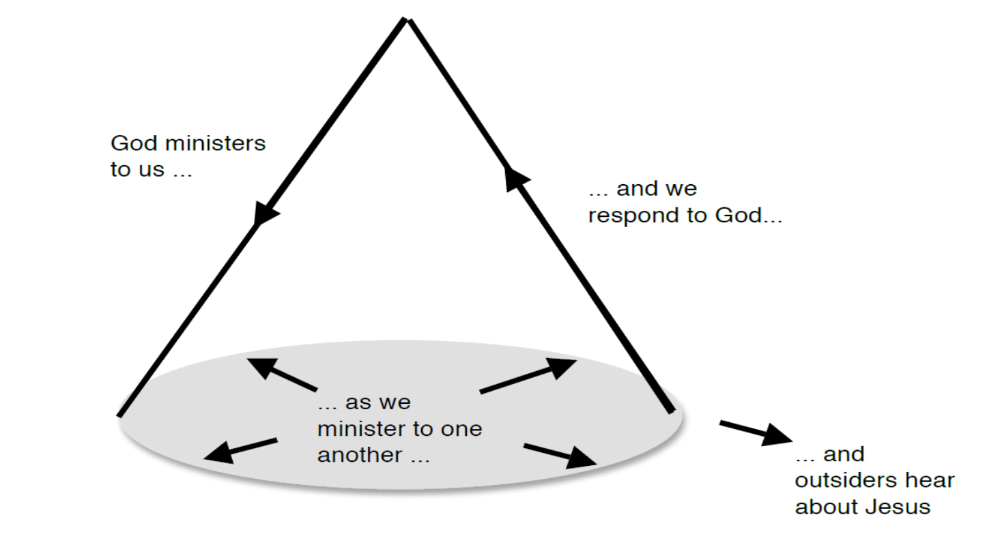 God ministers
to us ...
... and we
respond to God...
... as we
minister to one
another ...
... and
outsiders hear
about Jesus